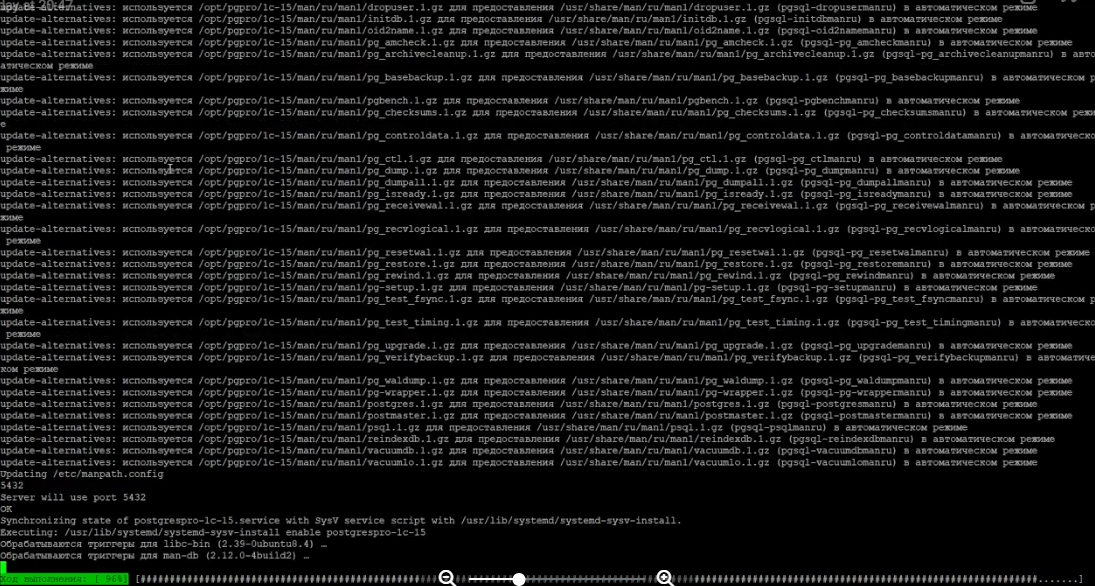 update-alternatives: используется /opt/pgpro/1c-15/man/ru/man1/dropuser.1.gz для предоставления /usr/share/man/ru/man1/dropuser.1.gz (pgsql-dropusermanru) в автоматическом режиме
update-alternatives: используется /opt/pgpro/1c-15/man/ru/man1/initdb.1.gz для предоставления /usr/share/man/ru/man1/initdb.1.gz (pgsql-initdbmanru) в автоматическом режиме
update-alternatives: используется /opt/pgpro/1c-15/man/ru/man1/oid2name.1.gz для предоставления /usr/share/man/ru/man1/oid2name.1.gz (pgsql-oid2namemanru) в автоматическом режиме
update-alternatives: используется /opt/pgpro/1c-15/man/ru/man1/pg_amcheck.1.gz для предоставления /usr/share/man/ru/man1/pg_amcheck.1.gz (pgsql-pg_amcheckmanru) в автоматическом режиме
update-alternatives: используется /opt/pgpro/1c-15/man/ru/man1/pg_archivecleanup.1.gz для предоставления /usr/share/man/ru/man1/pg_archivecleanup.1.gz (pgsql-pg_archivecleanupmanru) в авто
атическом режиме
update-alternatives: используется /opt/pgpro/1c-15/man/ru/man1/pg_basebackup.1.gz для предоставления /usr/share/man/ru/man1/pg_basebackup.1.gz (pgsql-pg_basebackupmanru) в автоматическом р
жиме
update-alternatives: используется /opt/pgpro/1c-15/man/ru/man1/pgbench.1.gz для предоставления /usr/share/man/ru/man1/pgbench.1.gz (pgsql-pgbenchmanru) в автоматическом режиме
update-alternatives: используется /opt/pgpro/1c-15/man/ru/man1/pg_checksums.1.gz для предоставления /usr/share/man/ru/man1/pg_checksums.1.gz (pgsql-pg_checksumsmanru) в автоматическом режи
е
update-alternatives: используется /opt/pgpro/1c-15/man/ru/man1/pg_controldata.1.gz для предоставления /usr/share/man/ru/man1/pg_controldata.1.gz (pgsql-pg_controldatamanru) в автоматическо
режиме
update-alternatives: используется /opt/pgpro/1c-15/man/ru/man1/pg_ctl.1.gz для предоставления /usr/share/man/ru/man1/pg_ctl.1.gz (pgsql-pg_ctlmanru) в автоматическом режиме
update-alternatives: используется /opt/pgpro/1c-15/man/ru/man1/pg_dump.1.gz для предоставления /usr/share/man/ru/man1/pg_dump.1.gz (pgsql-pg_dumpmanru) в автоматическом режиме
update-alternatives: используется /opt/pgpro/1c-15/man/ru/man1/pg_dumpall.1.gz для предоставления /usr/share/man/ru/man1/pg_dumpall.1.gz (pgsql-pg_dumpallmanru) в автоматическом режиме
update-alternatives: используется /opt/pgpro/1c-15/man/ru/man1/pg_isready.1.gz для предоставления /usr/share/man/ru/man1/pg_isready.1.gz (pgsql-pg_isreadymanru) в автоматическом режиме
update-alternatives: используется /opt/pgpro/1c-15/man/ru/man1/pg_receivewal.1.gz для предоставления /usr/share/man/ru/man1/pg_receivewal.1.gz (pgsql-pg_receivewalmanru) в автоматическом р
жиме
update-alternatives: используется /opt/pgpro/1c-15/man/ru/man1/pg_recvlogical.1.gz для предоставления /usr/share/man/ru/man1/pg_recvlogical.1.gz (pgsql-pg_recvlogicalmanru) в автоматическо
режиме
update-alternatives: используется /opt/pgpro/1c-15/man/ru/man1/pg_resetwal.1.gz для предоставления /usr/share/man/ru/man1/pg_resetwal.1.gz (pgsql-pg_resetwalmanru) в автоматическом режиме
update-alternatives: используется /opt/pgpro/1c-15/man/ru/man1/pg_restore.1.gz для предоставления /usr/share/man/ru/man1/pg_restore.1.gz (pgsql-pg_restoremanru) в автоматическом режиме
update-alternatives: используется /opt/pgpro/1c-15/man/ru/man1/pg_rewind.1.gz для предоставления /usr/share/man/ru/man1/pg_rewind.1.gz (pgsql-pg_rewindmanru) в автоматическом режиме
update-alternatives: используется /opt/pgpro/1c-15/man/ru/man1/pg-setup.1.gz для предоставления /usr/share/man/ru/man1/pg-setup.1.gz (pgsql-pg-setupmanru) в автоматическом режиме
update-alternatives: используется /opt/pgpro/1c-15/man/ru/man1/pg_test_fsync.1.gz для предоставления /usr/share/man/ru/man1/pg_test_fsync.1.gz (pgsql-pg_test_fsyncmanru) в автоматическом р
жиме
update-alternatives: используется /opt/pgpro/1c-15/man/ru/man1/pg_test_timing.1.gz для предоставления /usr/share/man/ru/man1/pg_test_timing.1.gz (pgsql-pg_test_timingmanru) в автоматическо
режиме
update-alternatives: используется /opt/pgpro/1c-15/man/ru/man1/pg_upgrade.1.gz для предоставления /usr/share/man/ru/man1/pg_upgrade.1.gz (pgsql-pg_upgrademanru) в автоматическом режиме
update-alternatives: используется /opt/pgpro/1c-15/man/ru/man1/pg_verifybackup.1.gz для предоставления /usr/share/man/ru/man1/pg_verifybackup.1.gz (pgsql-pg_verifybackupmanru) в автоматиче
ком режиме
update-alternatives: используется /opt/pgpro/1c-15/man/ru/man1/pg_waldump.1.gz для предоставления /usr/share/man/ru/man1/pg_waldump.1.gz (pgsql-pg_waldumpmanru) в автоматическом режиме
update-alternatives: используется /opt/pgpro/1c-15/man/ru/man1/pg-wrapper.1.gz для предоставления /usr/share/man/ru/man1/pg-wrapper.1.gz (pgsql-pg-wrappermanru) в автоматическом режиме
update-alternatives: используется /opt/pgpro/1c-15/man/ru/man1/postgres.1.gz для предоставления /usr/share/man/ru/man1/postgres.1.gz (pgsql-postgresmanru) в автоматическом режиме
update-alternatives: используется /opt/pgpro/1c-15/man/ru/man1/postmaster.1.gz для предоставления /usr/share/man/ru/man1/postmaster.1.gz (pgsql-postmastermanru) в автоматическом режиме
update-alternatives: используется /opt/pgpro/1c-15/man/ru/man1/psql.1.gz для предоставления /usr/share/man/ru/man1/psql.1.gz (pgsql-psqlmanru) в автоматическом режиме
update-alternatives: используется /opt/pgpro/1c-15/man/ru/man1/reindexdb.1.gz для предоставления /usr/share/man/ru/man1/reindexdb.1.gz (pgsql-reindexdbmanru) в автоматическом режиме
update-alternatives: используется /opt/pgpro/1c-15/man/ru/man1/vacuumdb.1.gz для предоставления /usr/share/man/ru/man1/vacuumdb.1.gz (pgsql-vacuumdbmanru) в автоматическом режиме
update-alternatives: используется /opt/pgpro/1c-15/man/ru/man1/vacuumlo.1.gz для предоставления /usr/share/man/ru/man1/vacuumlo.1.gz (pgsql-vacuumlomanru) в автоматическом режиме
Updating /etc/manpath.config
5432
Server will use port 5432
OK
Synchronizing state of postgrespro-1c-15.service with SysV service script with /usr/lib/systemd/systemd-sysv-install.
Executing: /usr/lib/systemd/systemd-sysv-install enable postgrespro-1c-15
Обрабатываются триггеры для libc-bin (2.39-0ubuntu8.4) …
Обрабатываются триггеры для man-db (2.12.0-4build2) …
Ход выполнения: [ 96%]